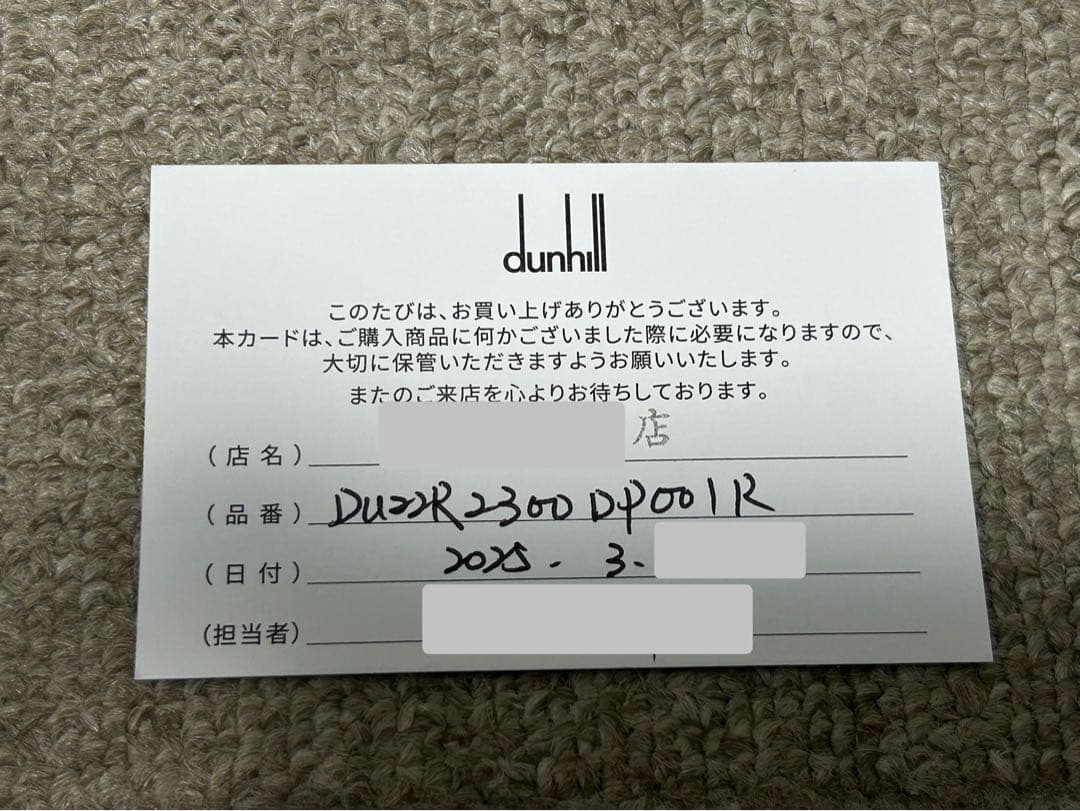 dunhill
このたびは、お買い上げありがとうございます。
本カードは、ご購入商品に何かございました際に必要になりますので、
大切に保管いただきますようお願いいたします。
またのご来店を心よりお待ちしております。
(店名) 店
(品番) DU22R2300DP001R
(日付) 2025. 3.
(担当者)